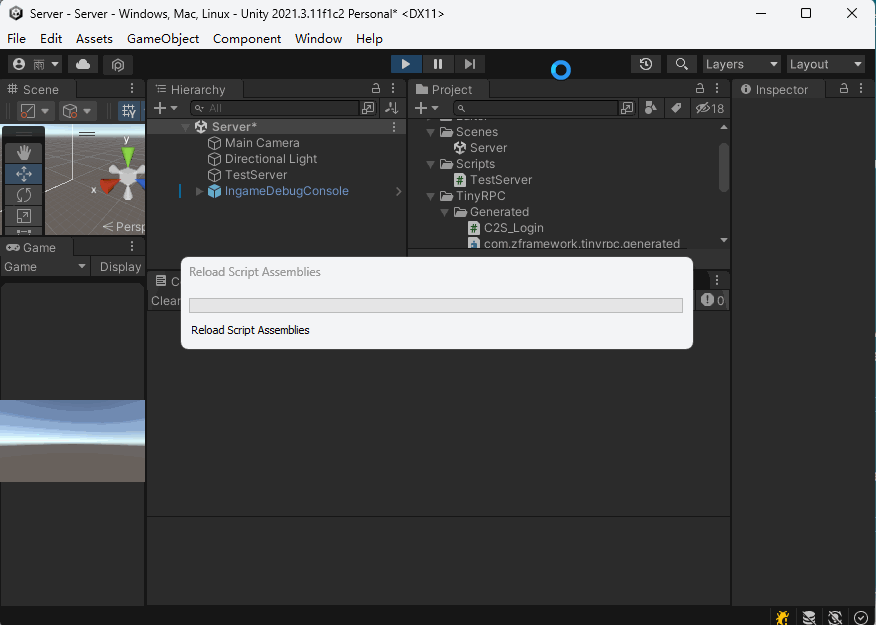 Server - Server - Windows, Mac, Linux - Unity 2021.3.11f1c2 Personal* <DX11>
File Edit Assets GameObject Component Window Help
雨 Layers Layout
Scene Hierarchy Project Inspector
All 18
Server*
Main Camera
Directional Light
TestServer
IngameDebugConsole
Scenes
Server
Scripts
TestServer
TinyRPC
Generated
C2S_Login
com.zframework.tinyrpc.generated
y
x
Persp
Game
Game Display
C
Clear 0
Reload Script Assemblies
Reload Script Assemblies